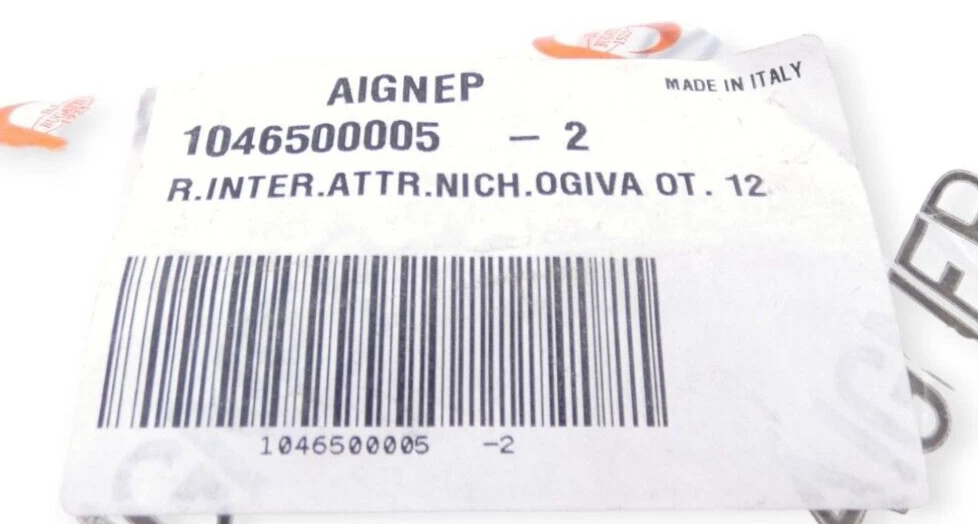 AIGNEP
MADE IN ITALY
1046500005 - 2
R.INTER.ATTR.NICH.OGIVA OT. 12
1046500005 -2